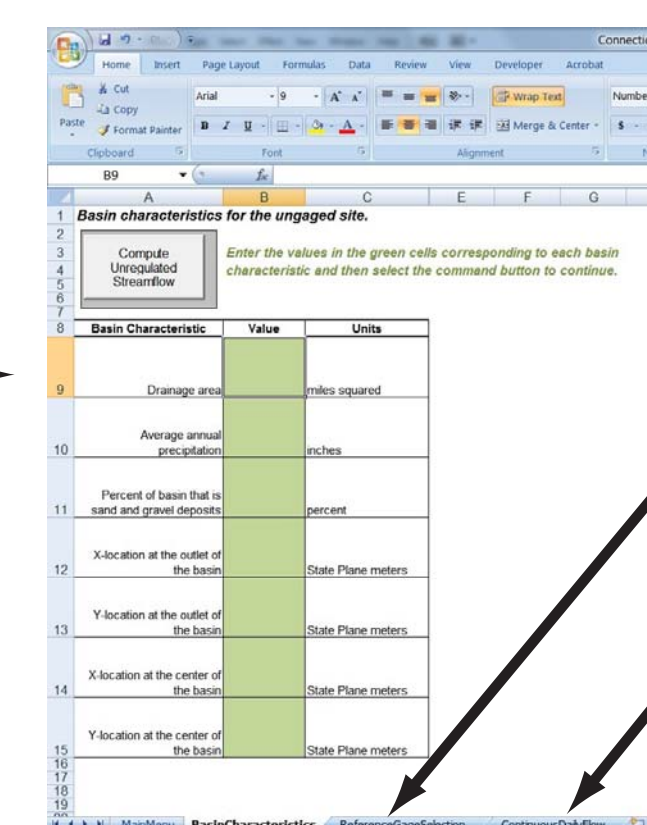 Connecti
Home Insert Page Layout Formulas Data Review View Developer Acrobat
Cut
Copy
Format Painter
Paste
Arial 9 A A Wrap Text Numbe
B I U A Merge & Center $
Clipboard Font Alignment N
B9 fx
A B C E F G
1 Basin characteristics for the ungaged site.
2
3 Compute Enter the values in the green cells corresponding to each basin
4 Unregulated characteristic and then select the command button to continue.
5 Streamflow
6
7
8 Basin Characteristic Value Units
9 Drainage area miles squared
Average annual
10 precipitation inches
Percent of basin that is
11 sand and gravel deposits percent
X-location at the outlet of
12 the basin State Plane meters
Y-location at the outlet of
13 the basin State Plane meters
X-location at the center of
14 the basin State Plane meters
Y-location at the center of
15 the basin State Plane meters
16
17
18
19
20
MainMenu BasinCharacteristics ReferenceGageSelection ContinuousDailyFlow